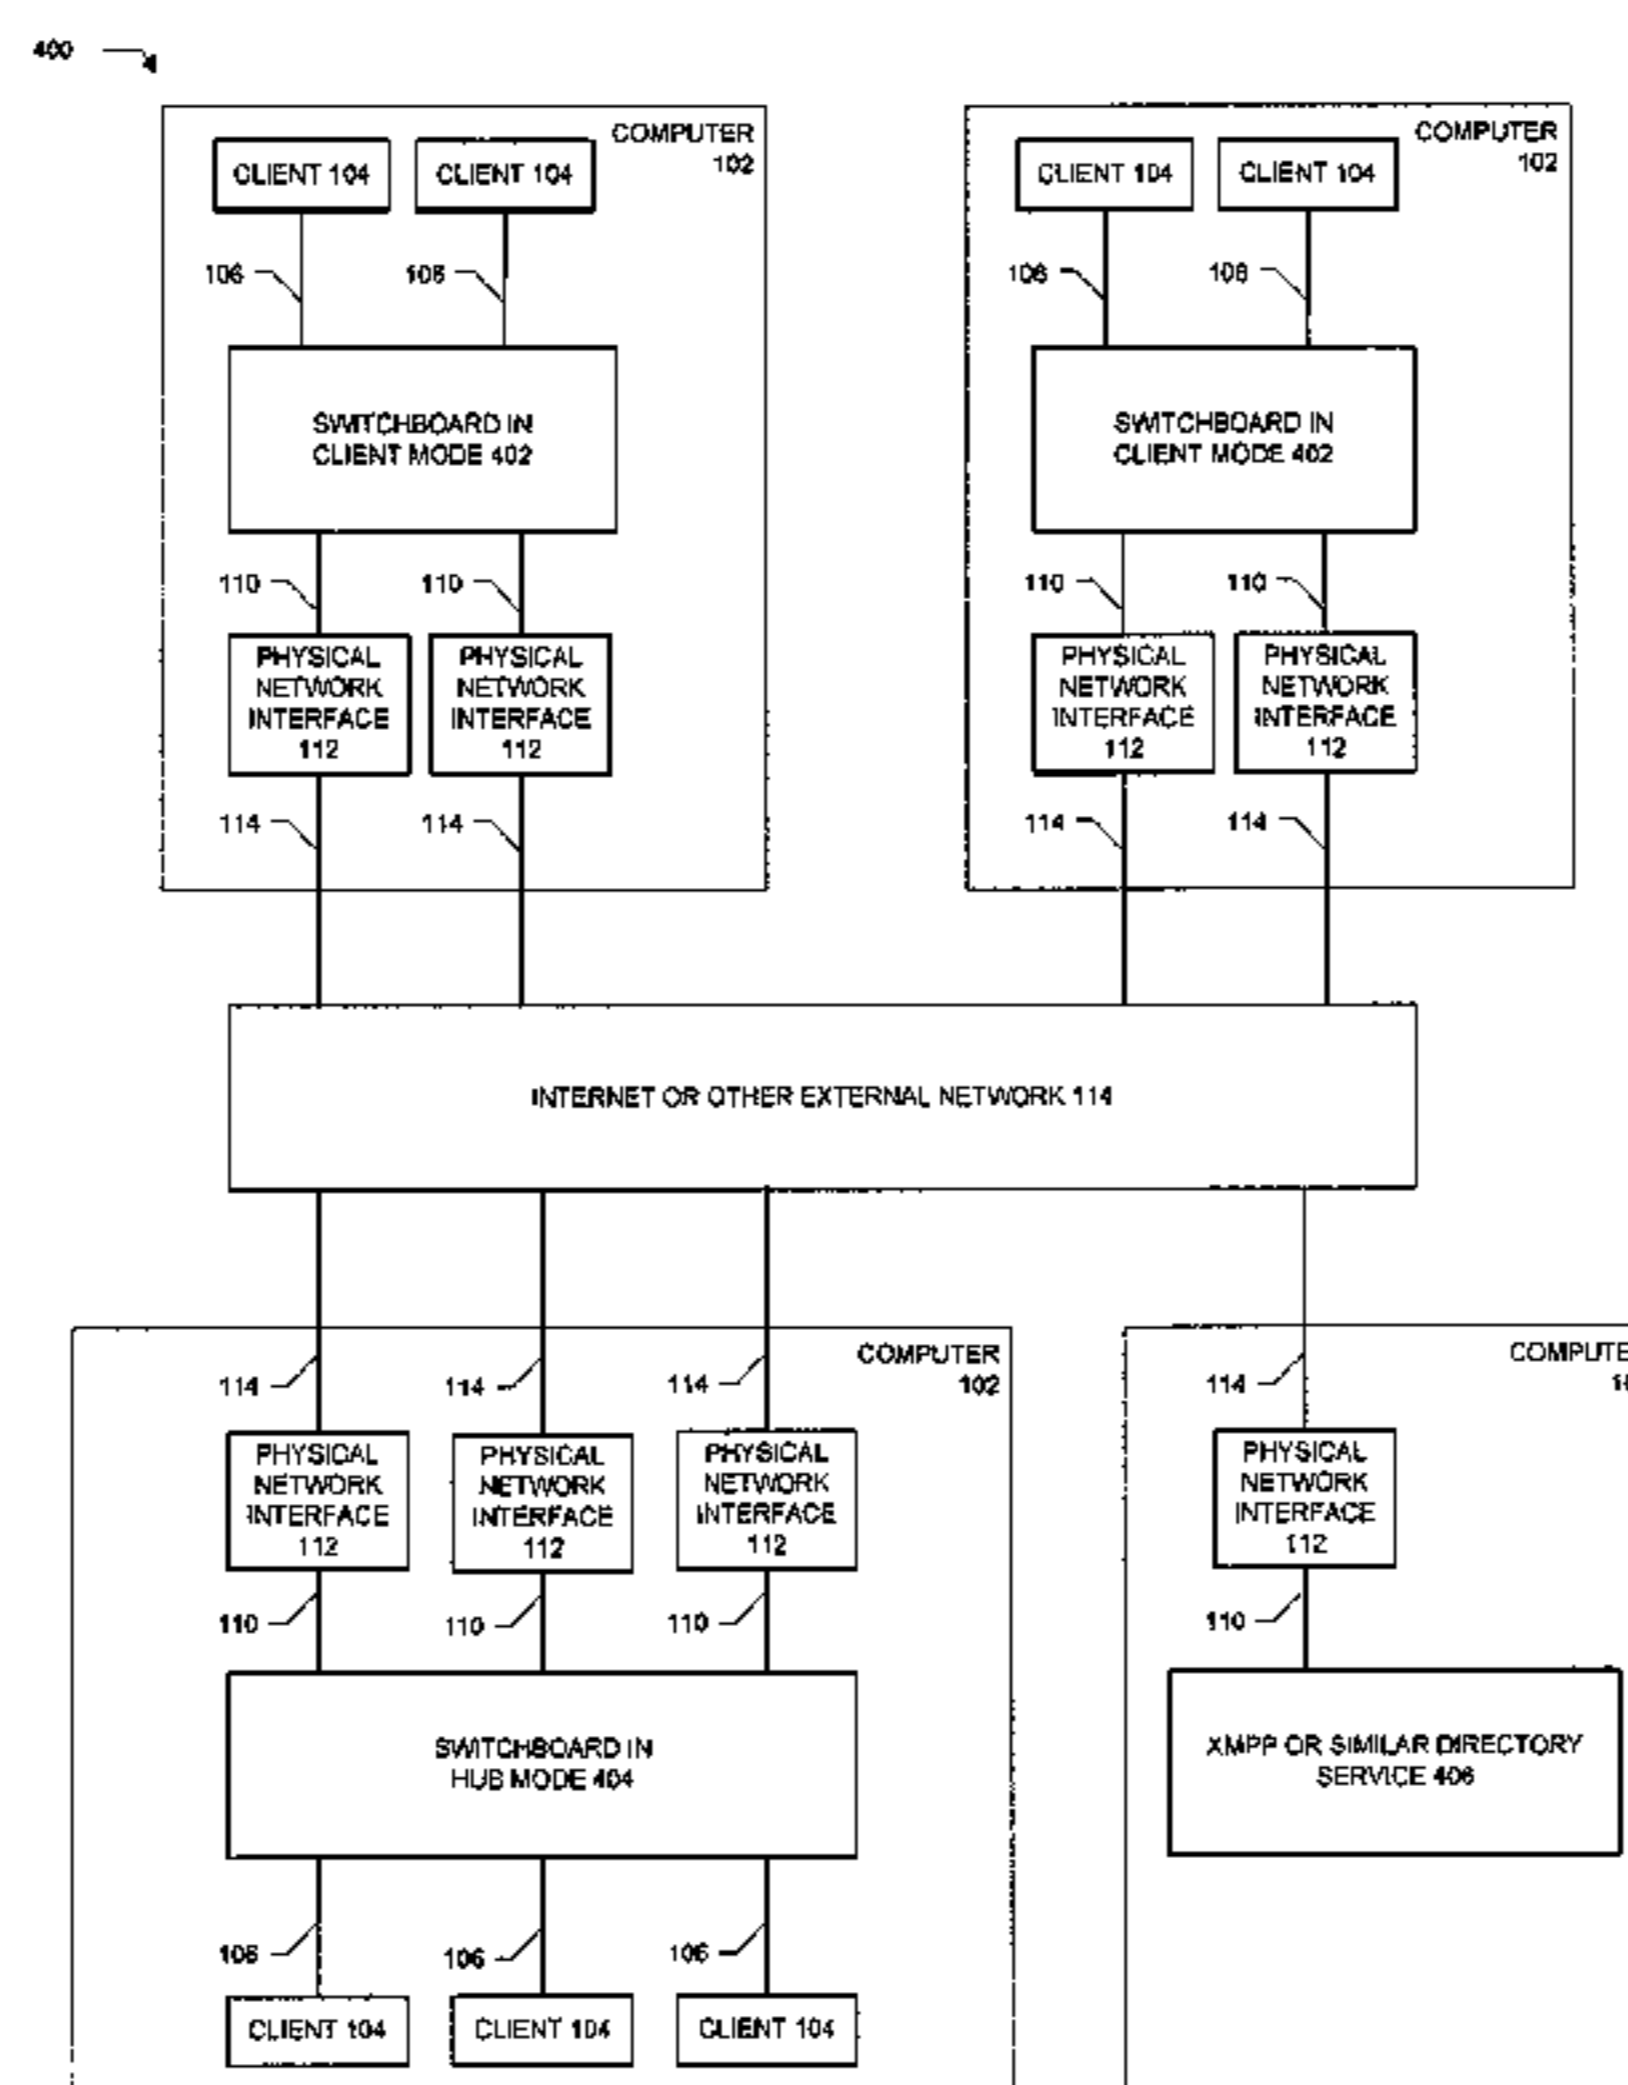 400
COMPUTER
102
CLIENT 104
CLIENT 104
106
106
SWITCHBOARD IN
CLIENT MODE 402
110
110
PHYSICAL
NETWORK
INTERFACE
112
PHYSICAL
NETWORK
INTERFACE
112
114
114
COMPUTER
102
CLIENT 104
CLIENT 104
106
106
SWITCHBOARD IN
CLIENT MODE 402
110
110
PHYSICAL
NETWORK
INTERFACE
112
PHYSICAL
NETWORK
INTERFACE
112
114
114
INTERNET OR OTHER EXTERNAL NETWORK 114
COMPUTER
102
114
114
114
PHYSICAL
NETWORK
INTERFACE
112
PHYSICAL
NETWORK
INTERFACE
112
PHYSICAL
NETWORK
INTERFACE
112
110
110
110
SWITCHBOARD IN
HUB MODE 404
106
106
106
CLIENT 104
CLIENT 104
CLIENT 104
COMPUTE
114
PHYSICAL
NETWORK
INTERFACE
112
110
XMPP OR SIMILAR DIRECTORY
SERVICE 406